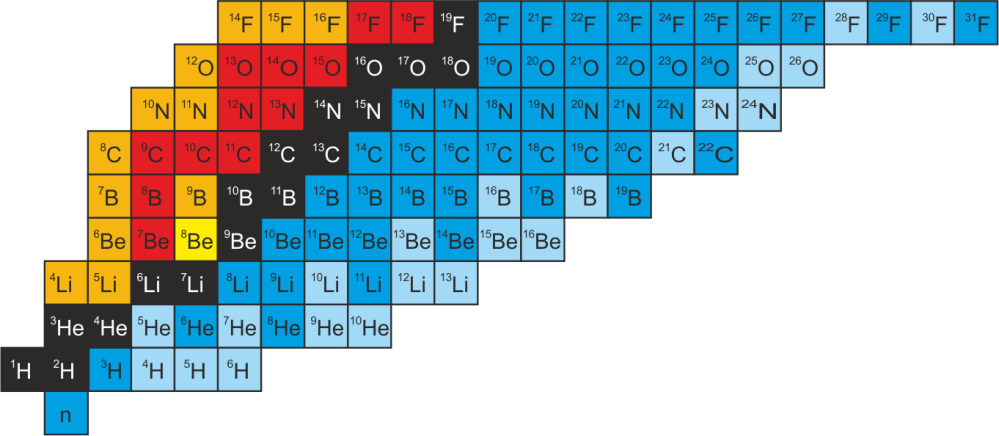 ¹⁴F ¹⁵F ¹⁶F ¹⁷F ¹⁸F ¹⁹F ²⁰F ²¹F ²²F ²³F ²⁴F ²⁵F ²⁶F ²⁷F ²⁸F ²⁹F ³⁰F ³¹F
¹²O ¹³O ¹⁴O ¹⁵O ¹⁶O ¹⁷O ¹⁸O ¹⁹O ²⁰O ²¹O ²²O ²³O ²⁴O ²⁵O ²⁶O
¹⁰N ¹¹N ¹²N ¹³N ¹⁴N ¹⁵N ¹⁶N ¹⁷N ¹⁸N ¹⁹N ²⁰N ²¹N ²²N ²³N ²⁴N
⁸C ⁹C ¹⁰C ¹¹C ¹²C ¹³C ¹⁴C ¹⁵C ¹⁶C ¹⁷C ¹⁸C ¹⁹C ²⁰C ²¹C ²²C
⁷B ⁸B ⁹B ¹⁰B ¹¹B ¹²B ¹³B ¹⁴B ¹⁵B ¹⁶B ¹⁷B ¹⁸B ¹⁹B
⁶Be ⁷Be ⁸Be ⁹Be ¹⁰Be ¹¹Be ¹²Be ¹³Be ¹⁴Be ¹⁵Be ¹⁶Be
⁴Li ⁵Li ⁶Li ⁷Li ⁸Li ⁹Li ¹⁰Li ¹¹Li ¹²Li ¹³Li
³He ⁴He ⁵He ⁶He ⁷He ⁸He ⁹He ¹⁰He
¹H ²H ³H ⁴H ⁵H ⁶H
n